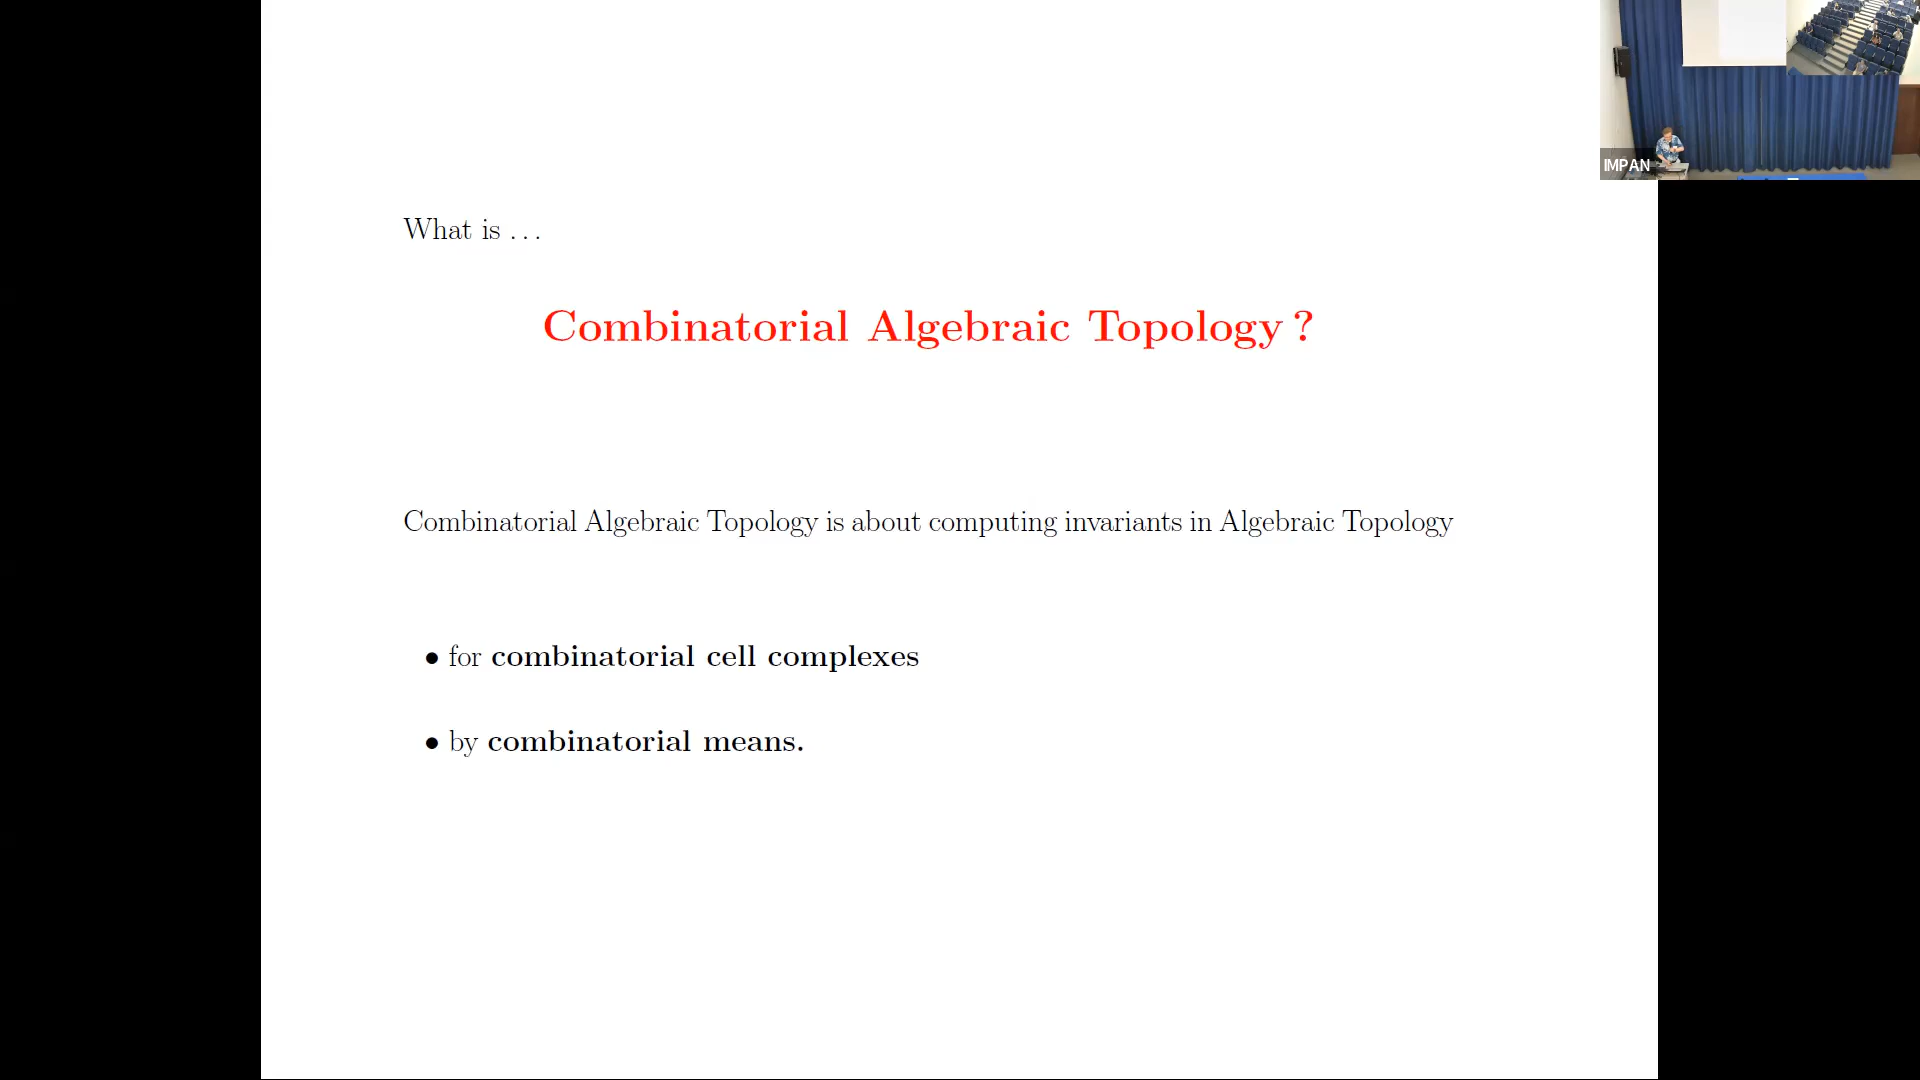 What is ...
Combinatorial Algebraic Topology ?
Combinatorial Algebraic Topology is about computing invariants in Algebraic Topology
• for combinatorial cell complexes
• by combinatorial means.
IMPAN